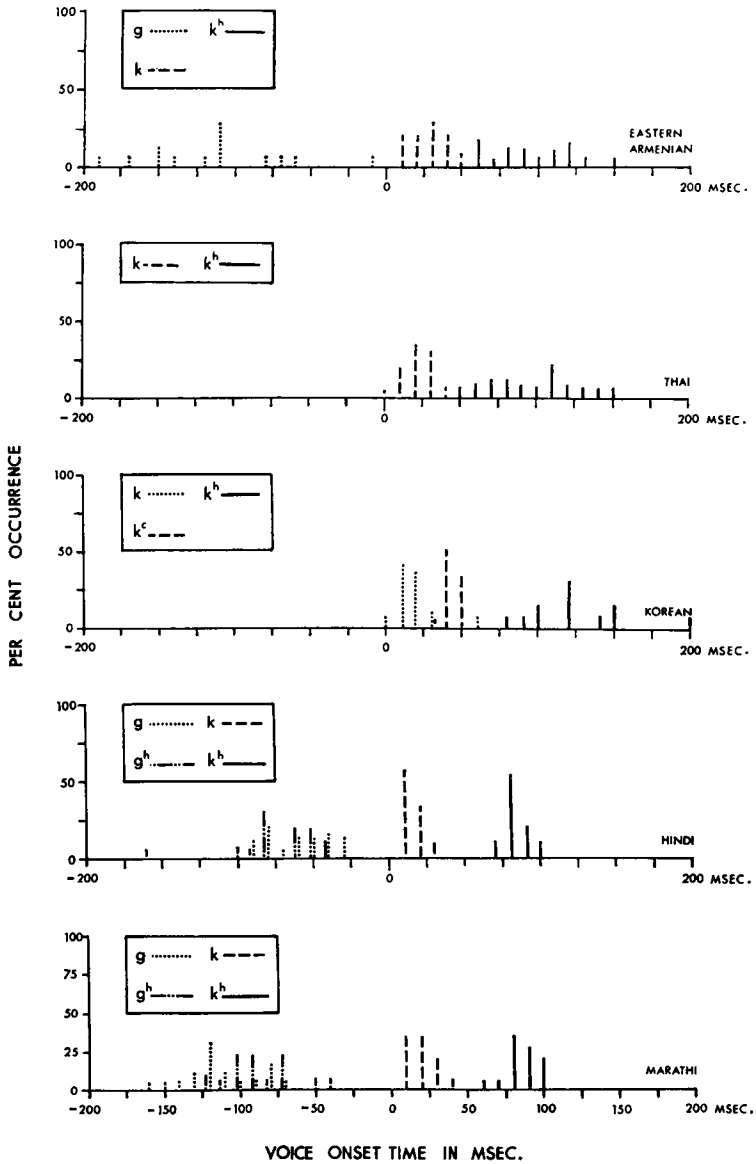 PER CENT OCCURRENCE
100
50
0
g kʰ
k
EASTERN
ARMENIAN
-200 0 200 MSEC.
100
50
0
k kʰ
THAI
-200 0 200 MSEC.
100
50
0
k kʰ
kᶜ
KOREAN
-200 0 200 MSEC.
100
50
0
g k
gʰ kʰ
HINDI
-200 0 200 MSEC.
100
75
50
25
0
g k
gʰ kʰ
MARATHI
-200 -150 -100 -50 0 50 100 150 200 MSEC.
VOICE ONSET TIME IN MSEC.